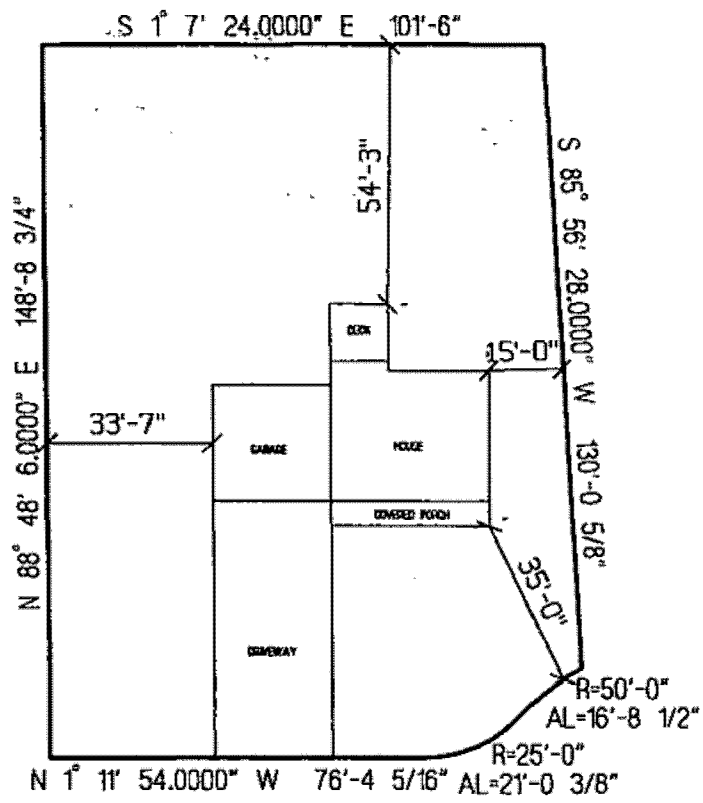 S 1° 7' 24.0000" E 101'-6"
54'-3"
S 85° 56' 28.0000" W 130'-0 5/8"
N 88° 48' 6.0000" E 148'-8 3/4"
DECK
15'-0"
33'-7"
GARAGE
HOUSE
COVERED PORCH
35'-0"
DRIVEWAY
R=50'-0"
AL=16'-8 1/2"
R=25'-0"
N 1° 11' 54.0000" W 76'-4 5/16" AL=21'-0 3/8"